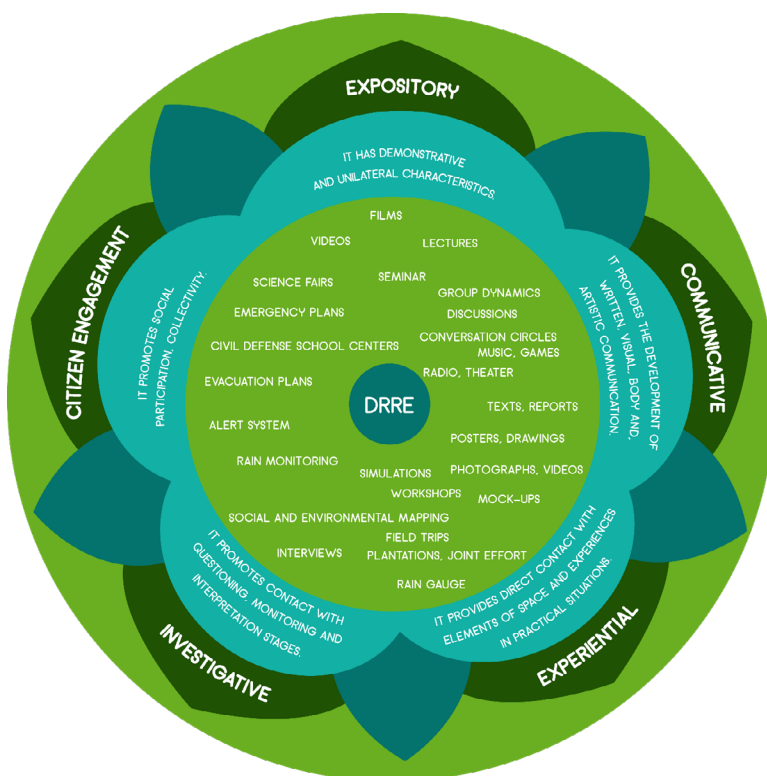 EXPOSITORY
IT HAS DEMONSTRATIVE
AND UNILATERAL CHARACTERISTICS.
COMMUNICATIVE
IT PROVIDES THE DEVELOPMENT OF
WRITTEN, VISUAL, BODY AND,
ARTISTIC COMMUNICATION.
EXPERIENTIAL
IT PROVIDES DIRECT CONTACT WITH
ELEMENTS OF SPACE AND EXPERIENCES
IN PRACTICAL SITUATIONS.
INVESTIGATIVE
IT PROMOTES CONTACT WITH
QUESTIONING, MONITORING AND
INTERPRETATION STAGES.
CITIZEN ENGAGEMENT
IT PROMOTES SOCIAL
PARTICIPATION, COLLECTIVITY.
FILMS
VIDEOS
LECTURES
SCIENCE FAIRS
SEMINAR
GROUP DYNAMICS
EMERGENCY PLANS
DISCUSSIONS
CIVIL DEFENSE SCHOOL CENTERS
CONVERSATION CIRCLES
MUSIC, GAMES
EVACUATION PLANS
RADIO, THEATER
DRRE
TEXTS, REPORTS
ALERT SYSTEM
POSTERS, DRAWINGS
RAIN MONITORING
SIMULATIONS
PHOTOGRAPHS, VIDEOS
WORKSHOPS
MOCK-UPS
SOCIAL AND ENVIRONMENTAL MAPPING
FIELD TRIPS
INTERVIEWS
PLANTATIONS, JOINT EFFORT
RAIN GAUGE